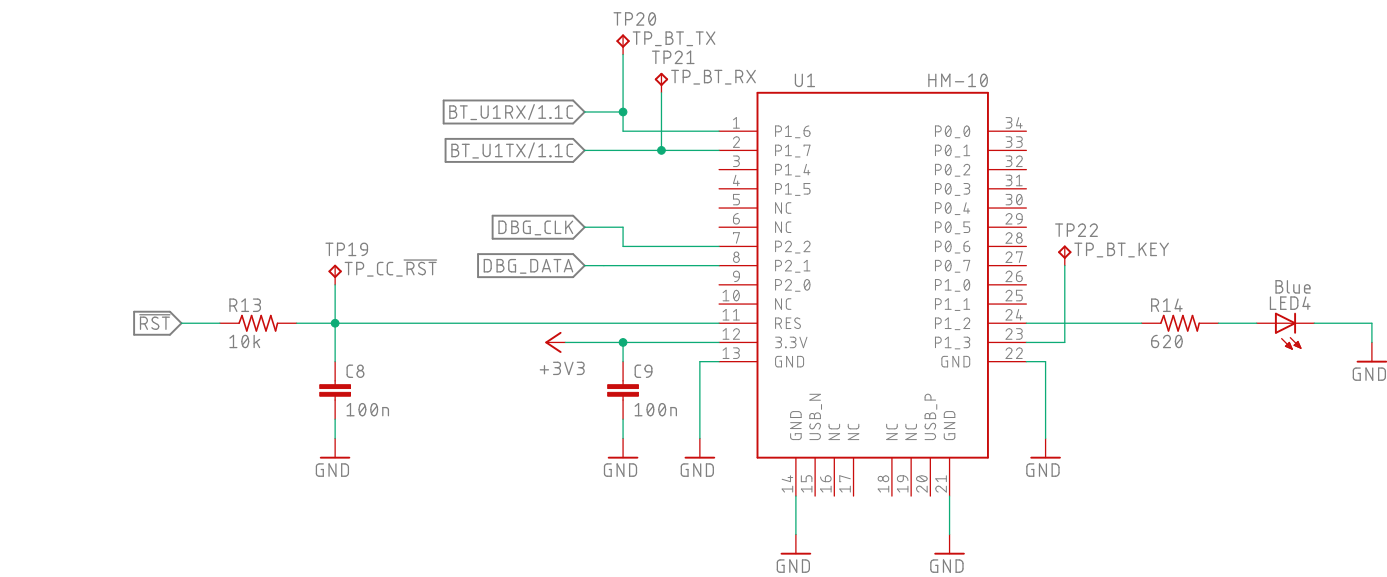 TP20
TP_BT_TX
TP21
TP_BT_RX
U1 HM-10
BT_U1RX/1.1C
BT_U1TX/1.1C
1 P1_6 P0_0 34
2 P1_7 P0_1 33
3 P1_4 P0_2 32
4 P1_5 P0_3 31
5 NC P0_4 30
6 NC P0_5 29
7 P2_2 P0_6 28
8 P2_1 P0_7 27
9 P2_0 P1_0 26
10 NC P1_1 25
11 RES P1_2 24
12 3.3V P1_3 23
13 GND GND 22
DBG_CLK
DBG_DATA
TP19
TP_CC_RST
RST
R13
10k
C8
100n
GND
+3V3
C9
100n
GND
GND
GND USB_N NC NC NC NC USB_P GND
14 15 16 17 18 19 20 21
GND
GND
TP22
TP_BT_KEY
R14
620
Blue
LED4
GND
GND